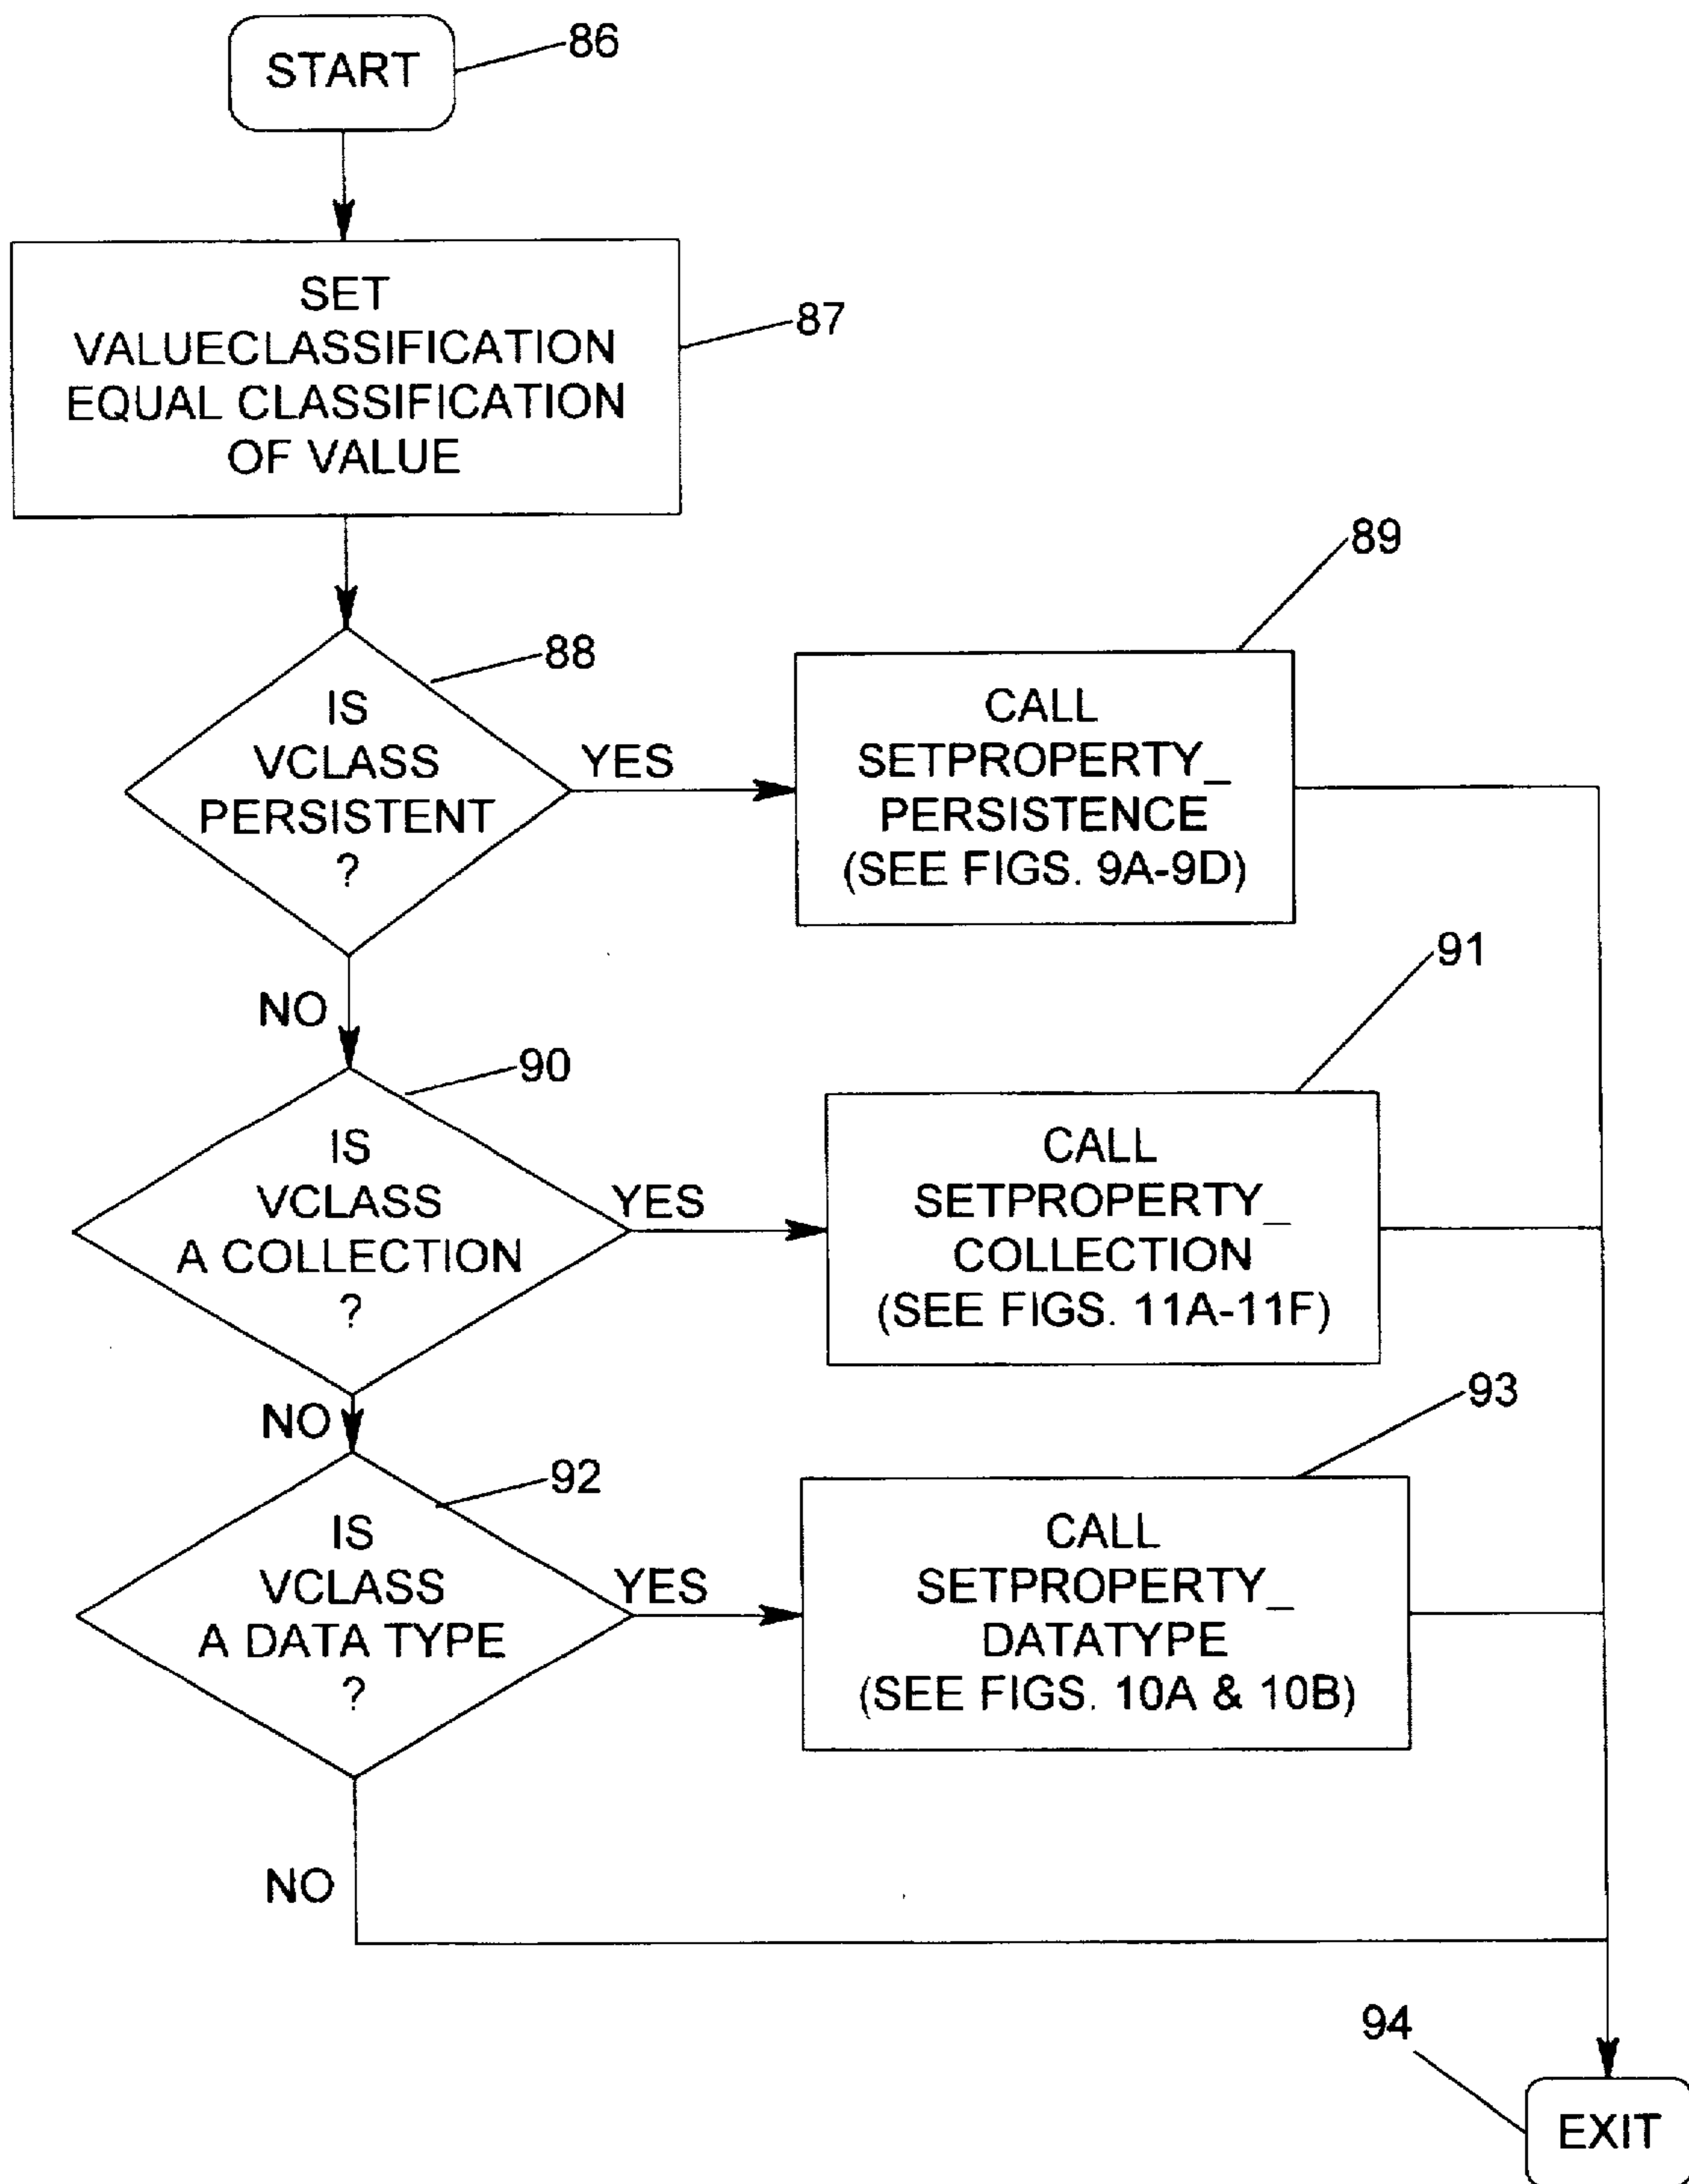 START
86
SET
VALUECLASSIFICATION
EQUAL CLASSIFICATION
OF VALUE
87
IS
VCLASS
PERSISTENT
?
88
YES
CALL
SETPROPERTY_
PERSISTENCE
(SEE FIGS. 9A-9D)
89
NO
IS
VCLASS
A COLLECTION
?
90
YES
CALL
SETPROPERTY_
COLLECTION
(SEE FIGS. 11A-11F)
91
NO
IS
VCLASS
A DATA TYPE
?
92
YES
CALL
SETPROPERTY_
DATATYPE
(SEE FIGS. 10A & 10B)
93
NO
94
EXIT